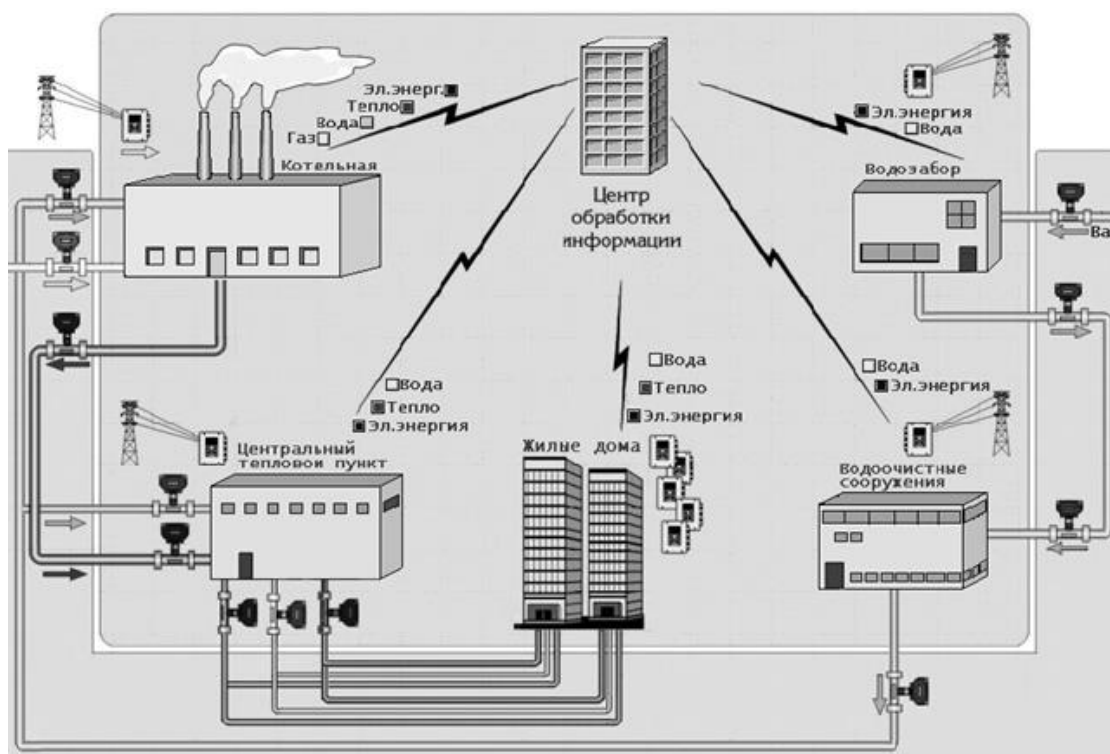 Эл.энерг.
Тепло
Вода
Газ
Котельная
Центр
обработки
информации
Эл.энергия
Вода
Водозабор
Ва
Вода
Тепло
Эл.энергия
Центральный
тепловой пункт
Вода
Тепло
Эл.энергия
Жилые дома
Вода
Эл.энергия
Водоочистные
сооружения